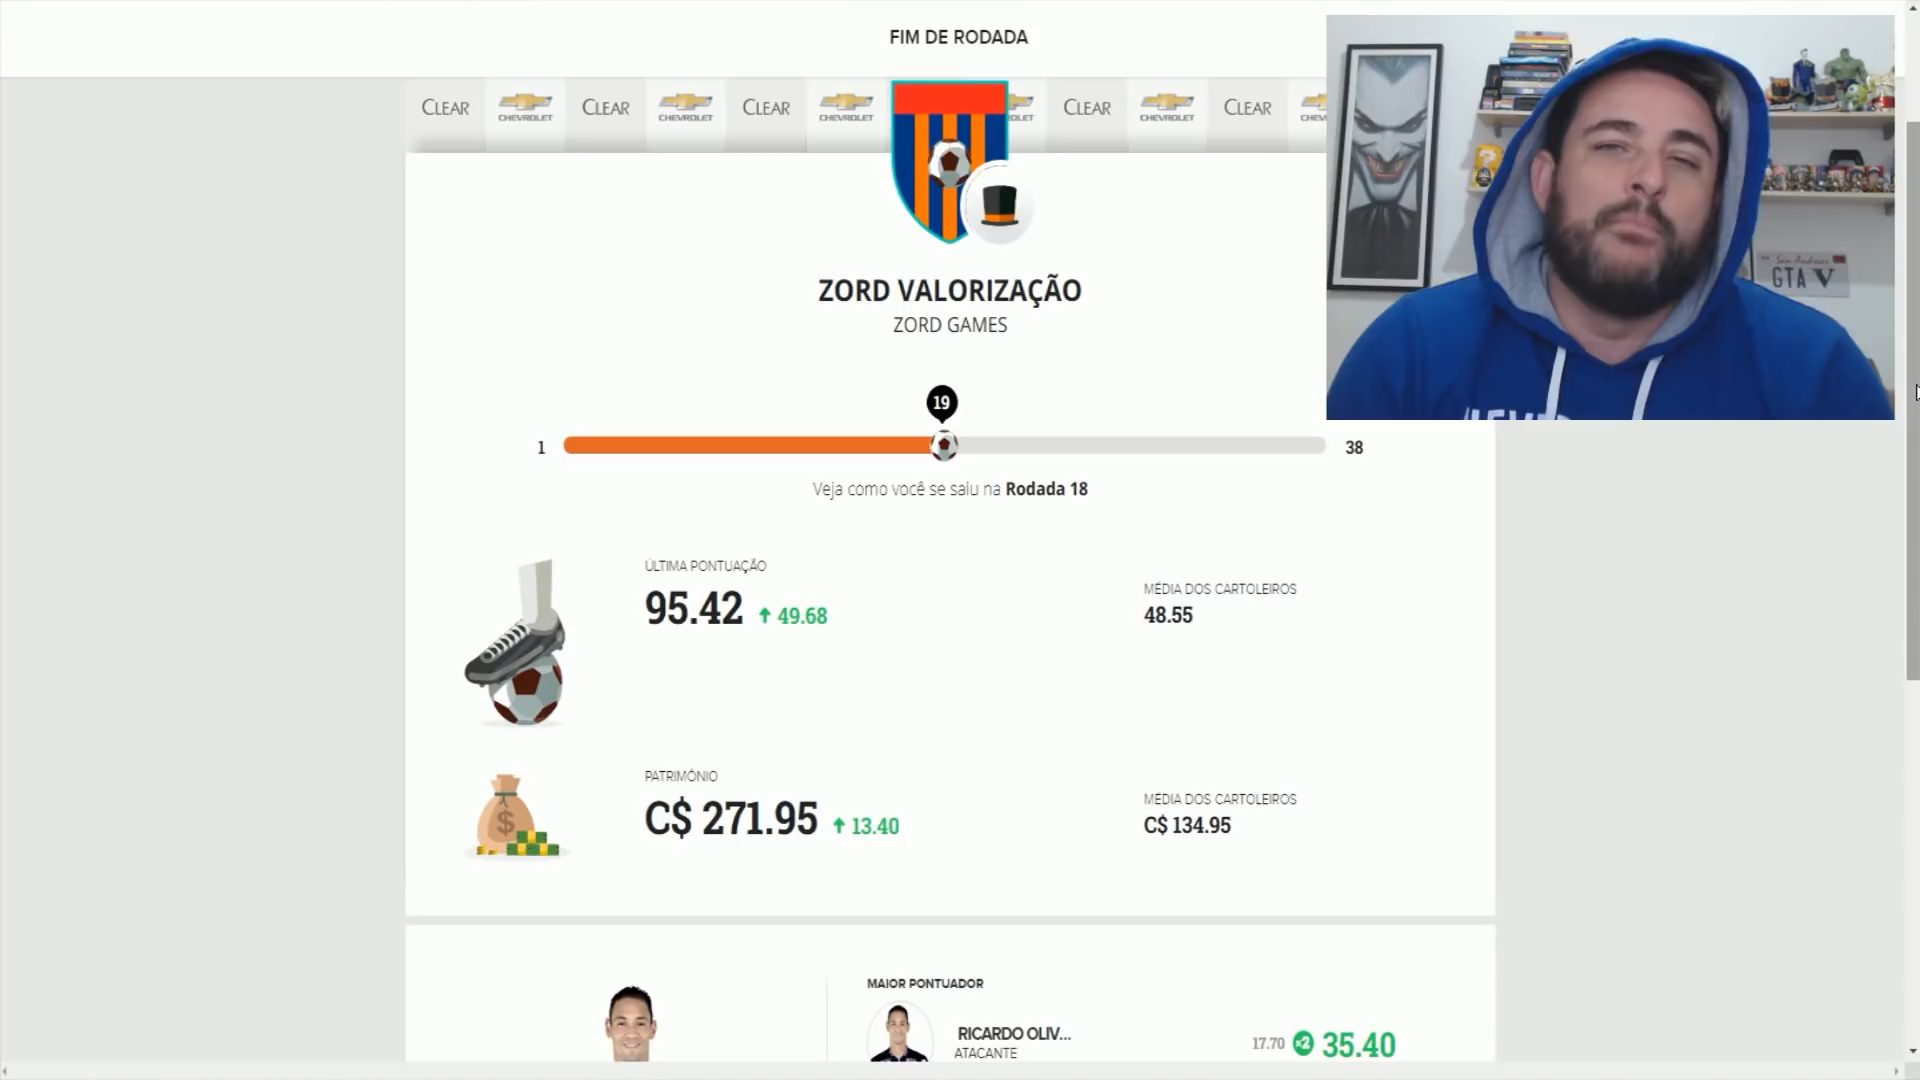 FIM DE RODADA
CLEAR CHEVROLET CLEAR CHEVROLET CLEAR CHEVROLET CLEAR CHEVROLET CLEAR
ZORD VALORIZAÇÃO
ZORD GAMES
San Andreas
GTA V
19
1
38
Veja como você se saiu na Rodada 18
ÚLTIMA PONTUAÇÃO
95.42 49.68
MÉDIA DOS CARTOLEIROS
48.55
PATRIMÔNIO
C$ 271.95 13.40
MÉDIA DOS CARTOLEIROS
C$ 134.95
MAIOR PONTUADOR
RICARDO OLIV...
ATACANTE
17.70 x2 35.40